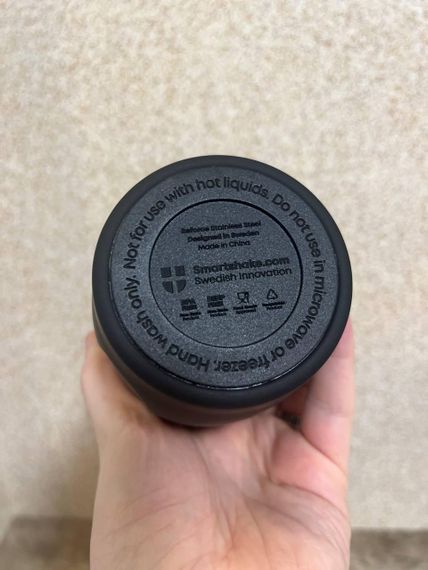 Hand wash only. Not for use with hot liquids. Do not use in microwave or freezer.
Reforce Stainless Steel
Designed in Sweden
Made in China
Smartshake.com
Swedish Innovation